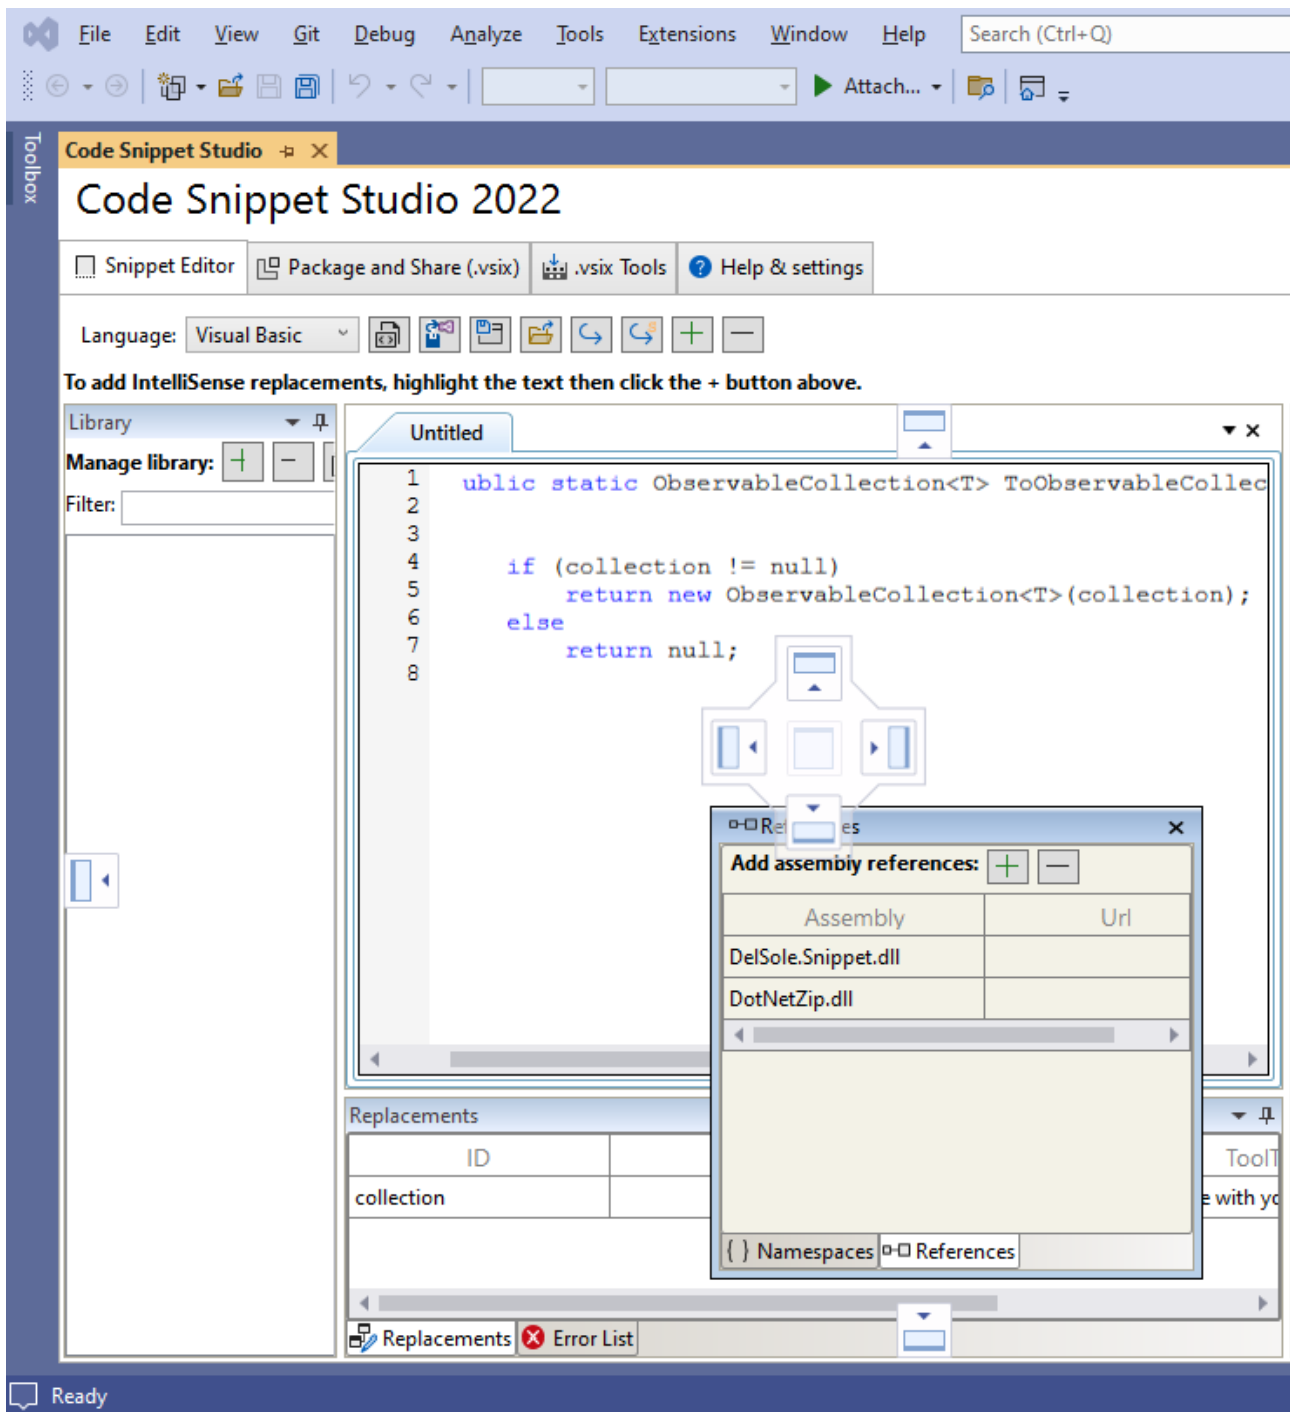 File Edit View Git Debug Analyze Tools Extensions Window Help Search (Ctrl+Q)
Attach...
Toolbox
Code Snippet Studio
Code Snippet Studio 2022
Snippet Editor Package and Share (.vsix) .vsix Tools Help & settings
Language: Visual Basic
To add IntelliSense replacements, highlight the text then click the + button above.
Library
Manage library:
Filter:
Untitled
1 ublic static ObservableCollection<T> ToObservableCollec
2
3
4 if (collection != null)
5 return new ObservableCollection<T>(collection);
6 else
7 return null;
8
References
Add assembly references:
Assembly Url
DelSole.Snippet.dll
DotNetZip.dll
{ } Namespaces References
Replacements
ID ToolT
collection e with yo
Replacements Error List
Ready